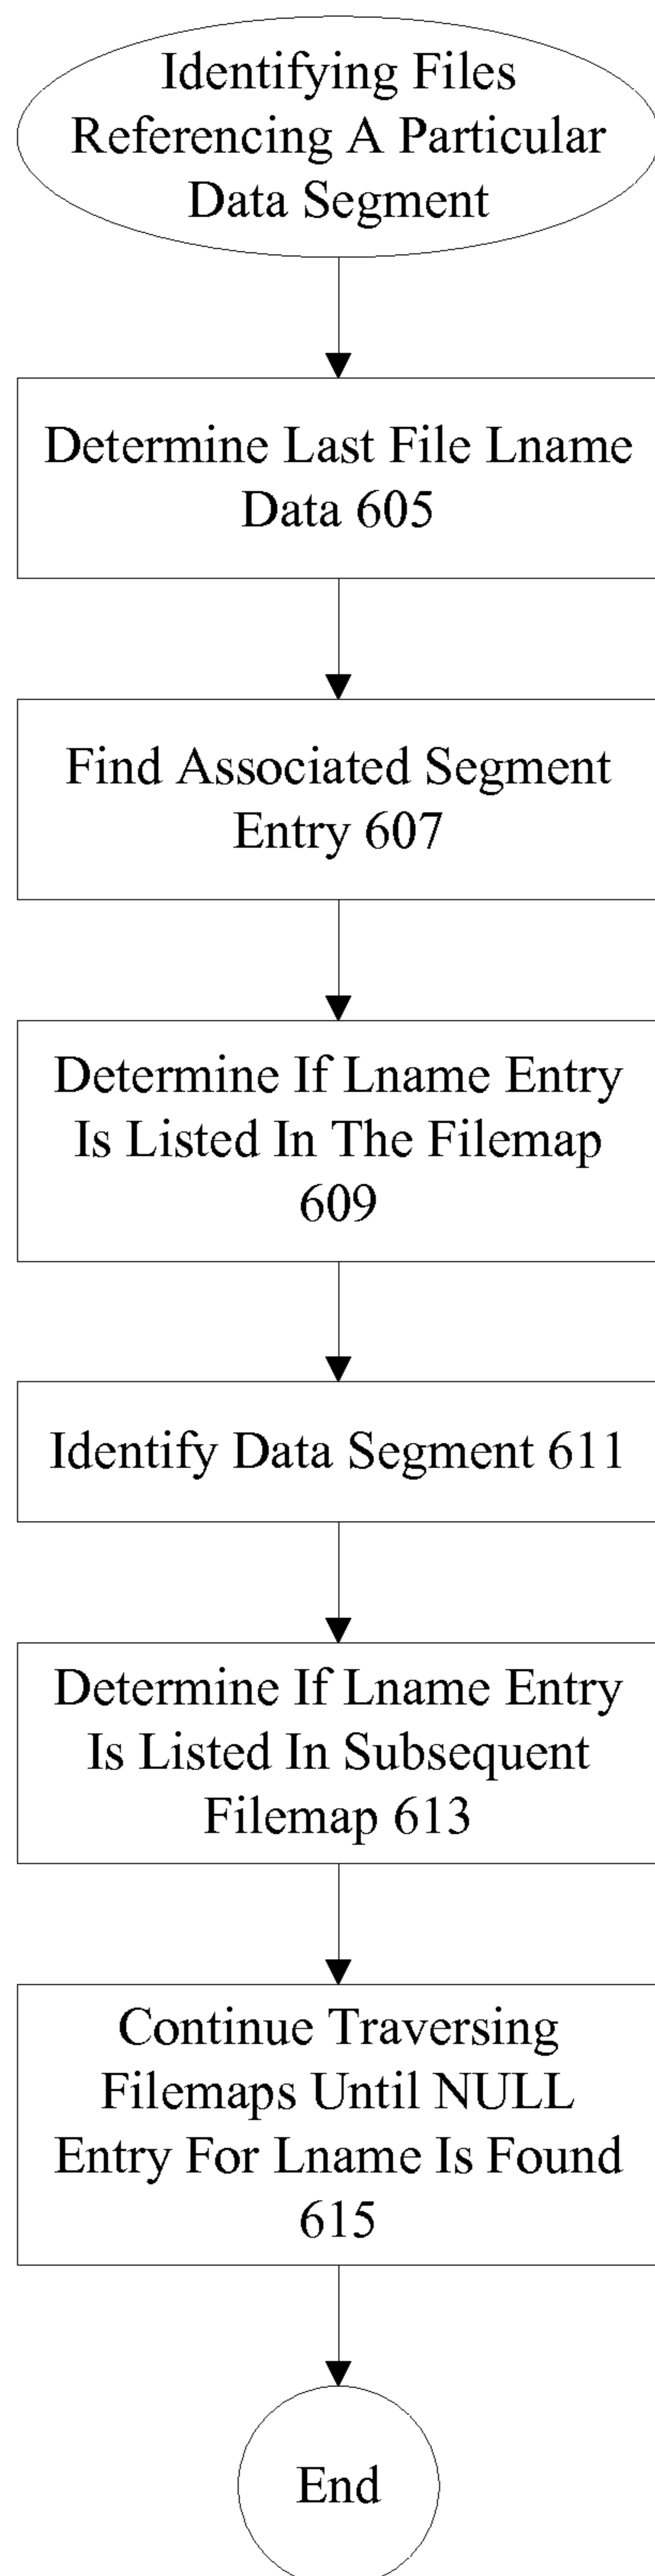 Identifying Files
Referencing A Particular
Data Segment
Determine Last File Lname
Data 605
Find Associated Segment
Entry 607
Determine If Lname Entry
Is Listed In The Filemap
609
Identify Data Segment 611
Determine If Lname Entry
Is Listed In Subsequent
Filemap 613
Continue Traversing
Filemaps Until NULL
Entry For Lname Is Found
615
End